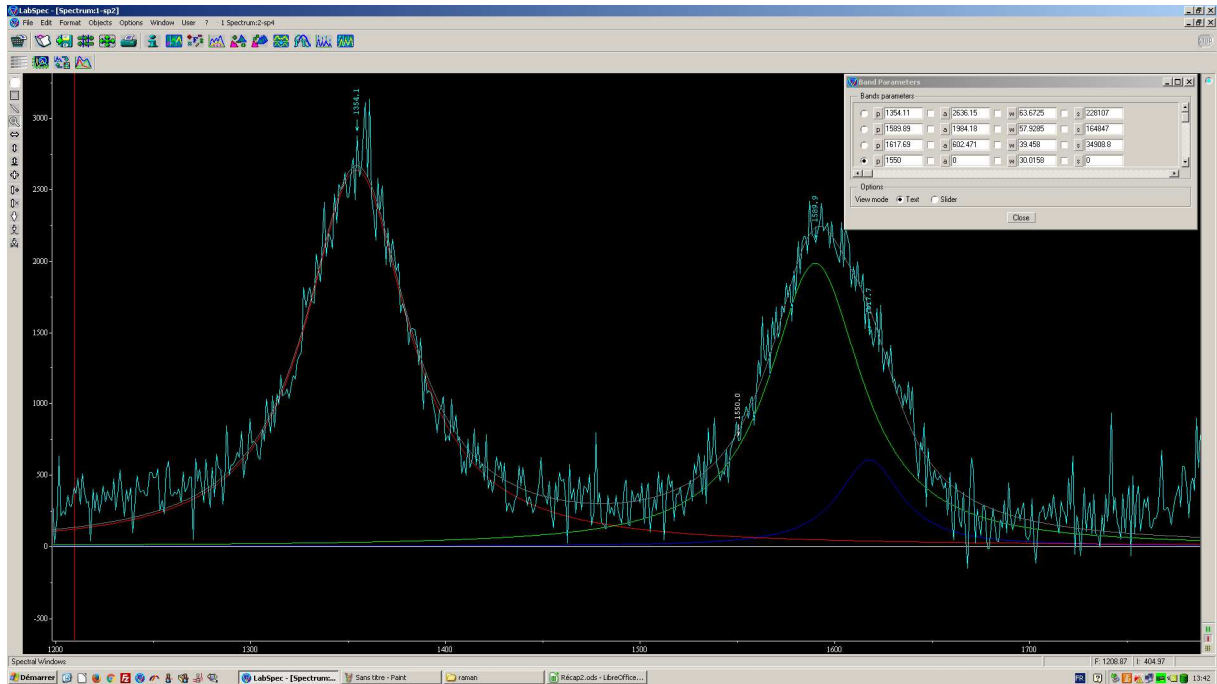 LabSpec - [Spectrum:1-sp2]
File Edit Format Objects Options Window User ? - 1 Spectrum:2-sp4
STOP
Band Parameters
Bands parameters
p 1354.11 a 2636.15 w 63.6725 s 228107
p 1589.89 a 1984.18 w 57.9285 s 164847
p 1617.69 a 602.471 w 39.458 s 34908.8
p 1550 a 0 w 30.0158 s 0
Options
View mode Text Slider
Close
1354.1
1589.9
1617.7
1550.0
3000
2500
2000
1500
1000
500
0
-500
1200 1300 1400 1500 1600 1700
Spectral Windows
F: 1208.87 I: 404.97
Démarrer LabSpec - [Spectrum:... Sans titre - Paint raman Récap2.ods - LibreOffice... FR 13:42